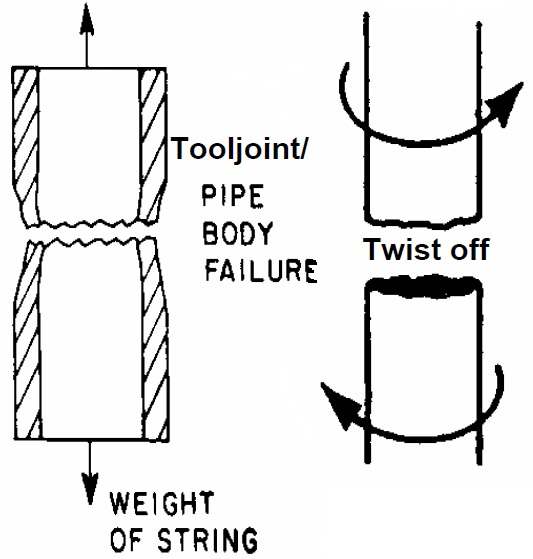 Tooljoint/
PIPE
BODY
FAILURE
Twist off
WEIGHT
OF STRING